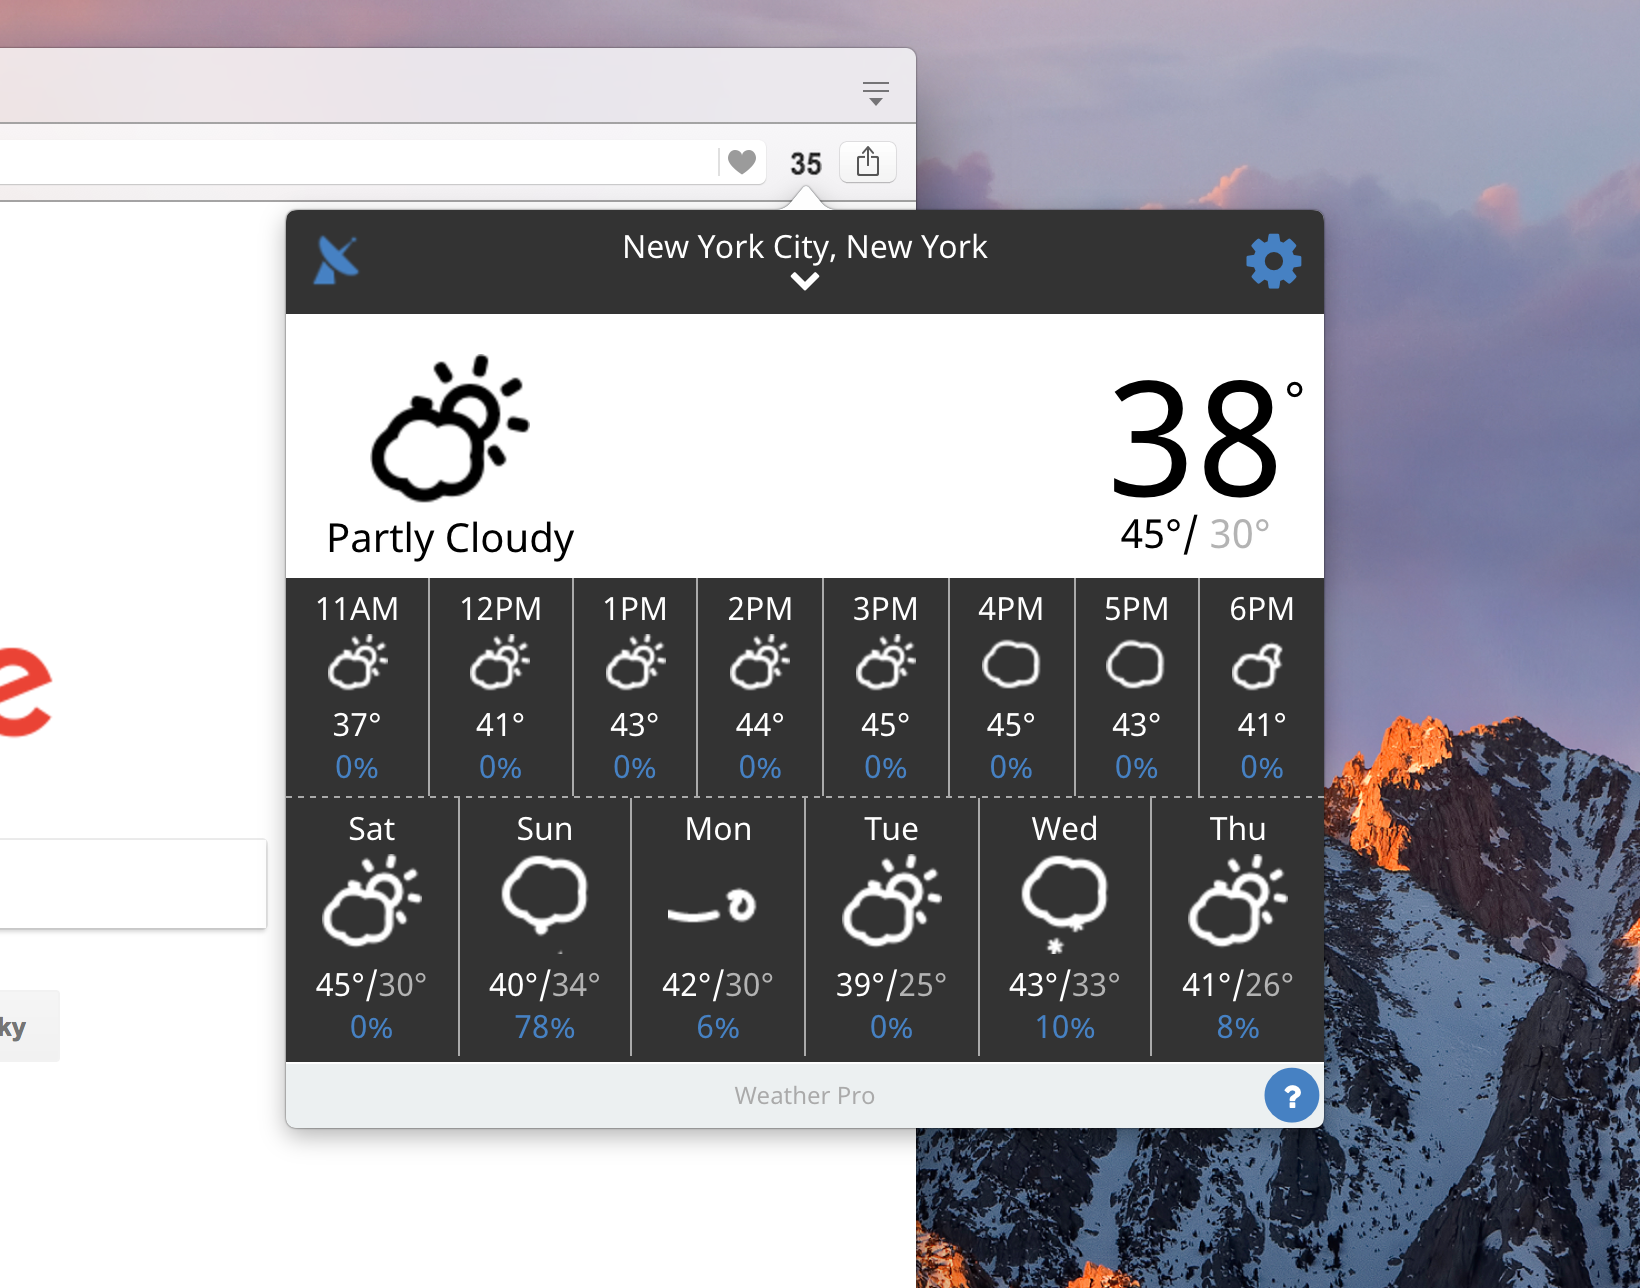 35
New York City, New York
38°
Partly Cloudy
45°/ 30°
11AM 12PM 1PM 2PM 3PM 4PM 5PM 6PM
37° 41° 43° 44° 45° 45° 43° 41°
0% 0% 0% 0% 0% 0% 0% 0%
Sat Sun Mon Tue Wed Thu
45°/30° 40°/34° 42°/30° 39°/25° 43°/33° 41°/26°
0% 78% 6% 0% 10% 8%
e
ky
Weather Pro
?